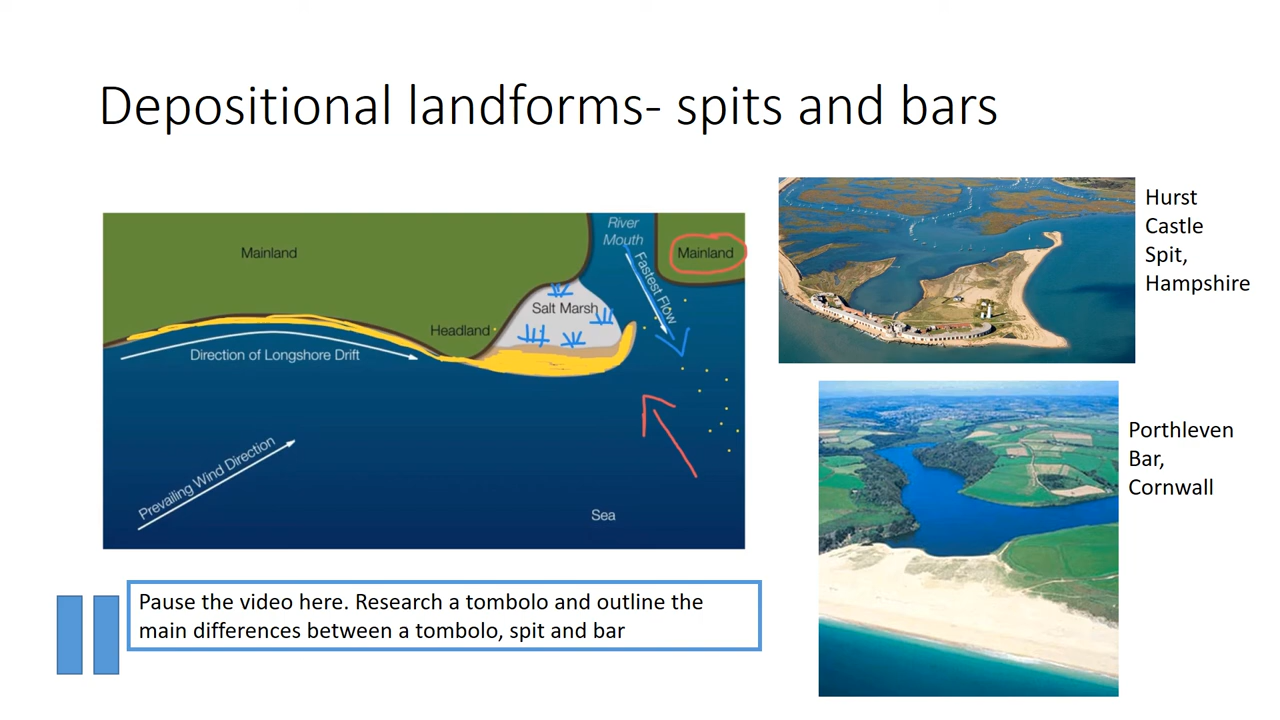 Depositional landforms- spits and bars
Mainland
River
Mouth
Mainland
Fastest Flow
Salt Marsh
Headland
Direction of Longshore Drift
Prevailing Wind Direction
Sea
Hurst
Castle
Spit,
Hampshire
Porthleven
Bar,
Cornwall
Pause the video here. Research a tombolo and outline the
main differences between a tombolo, spit and bar